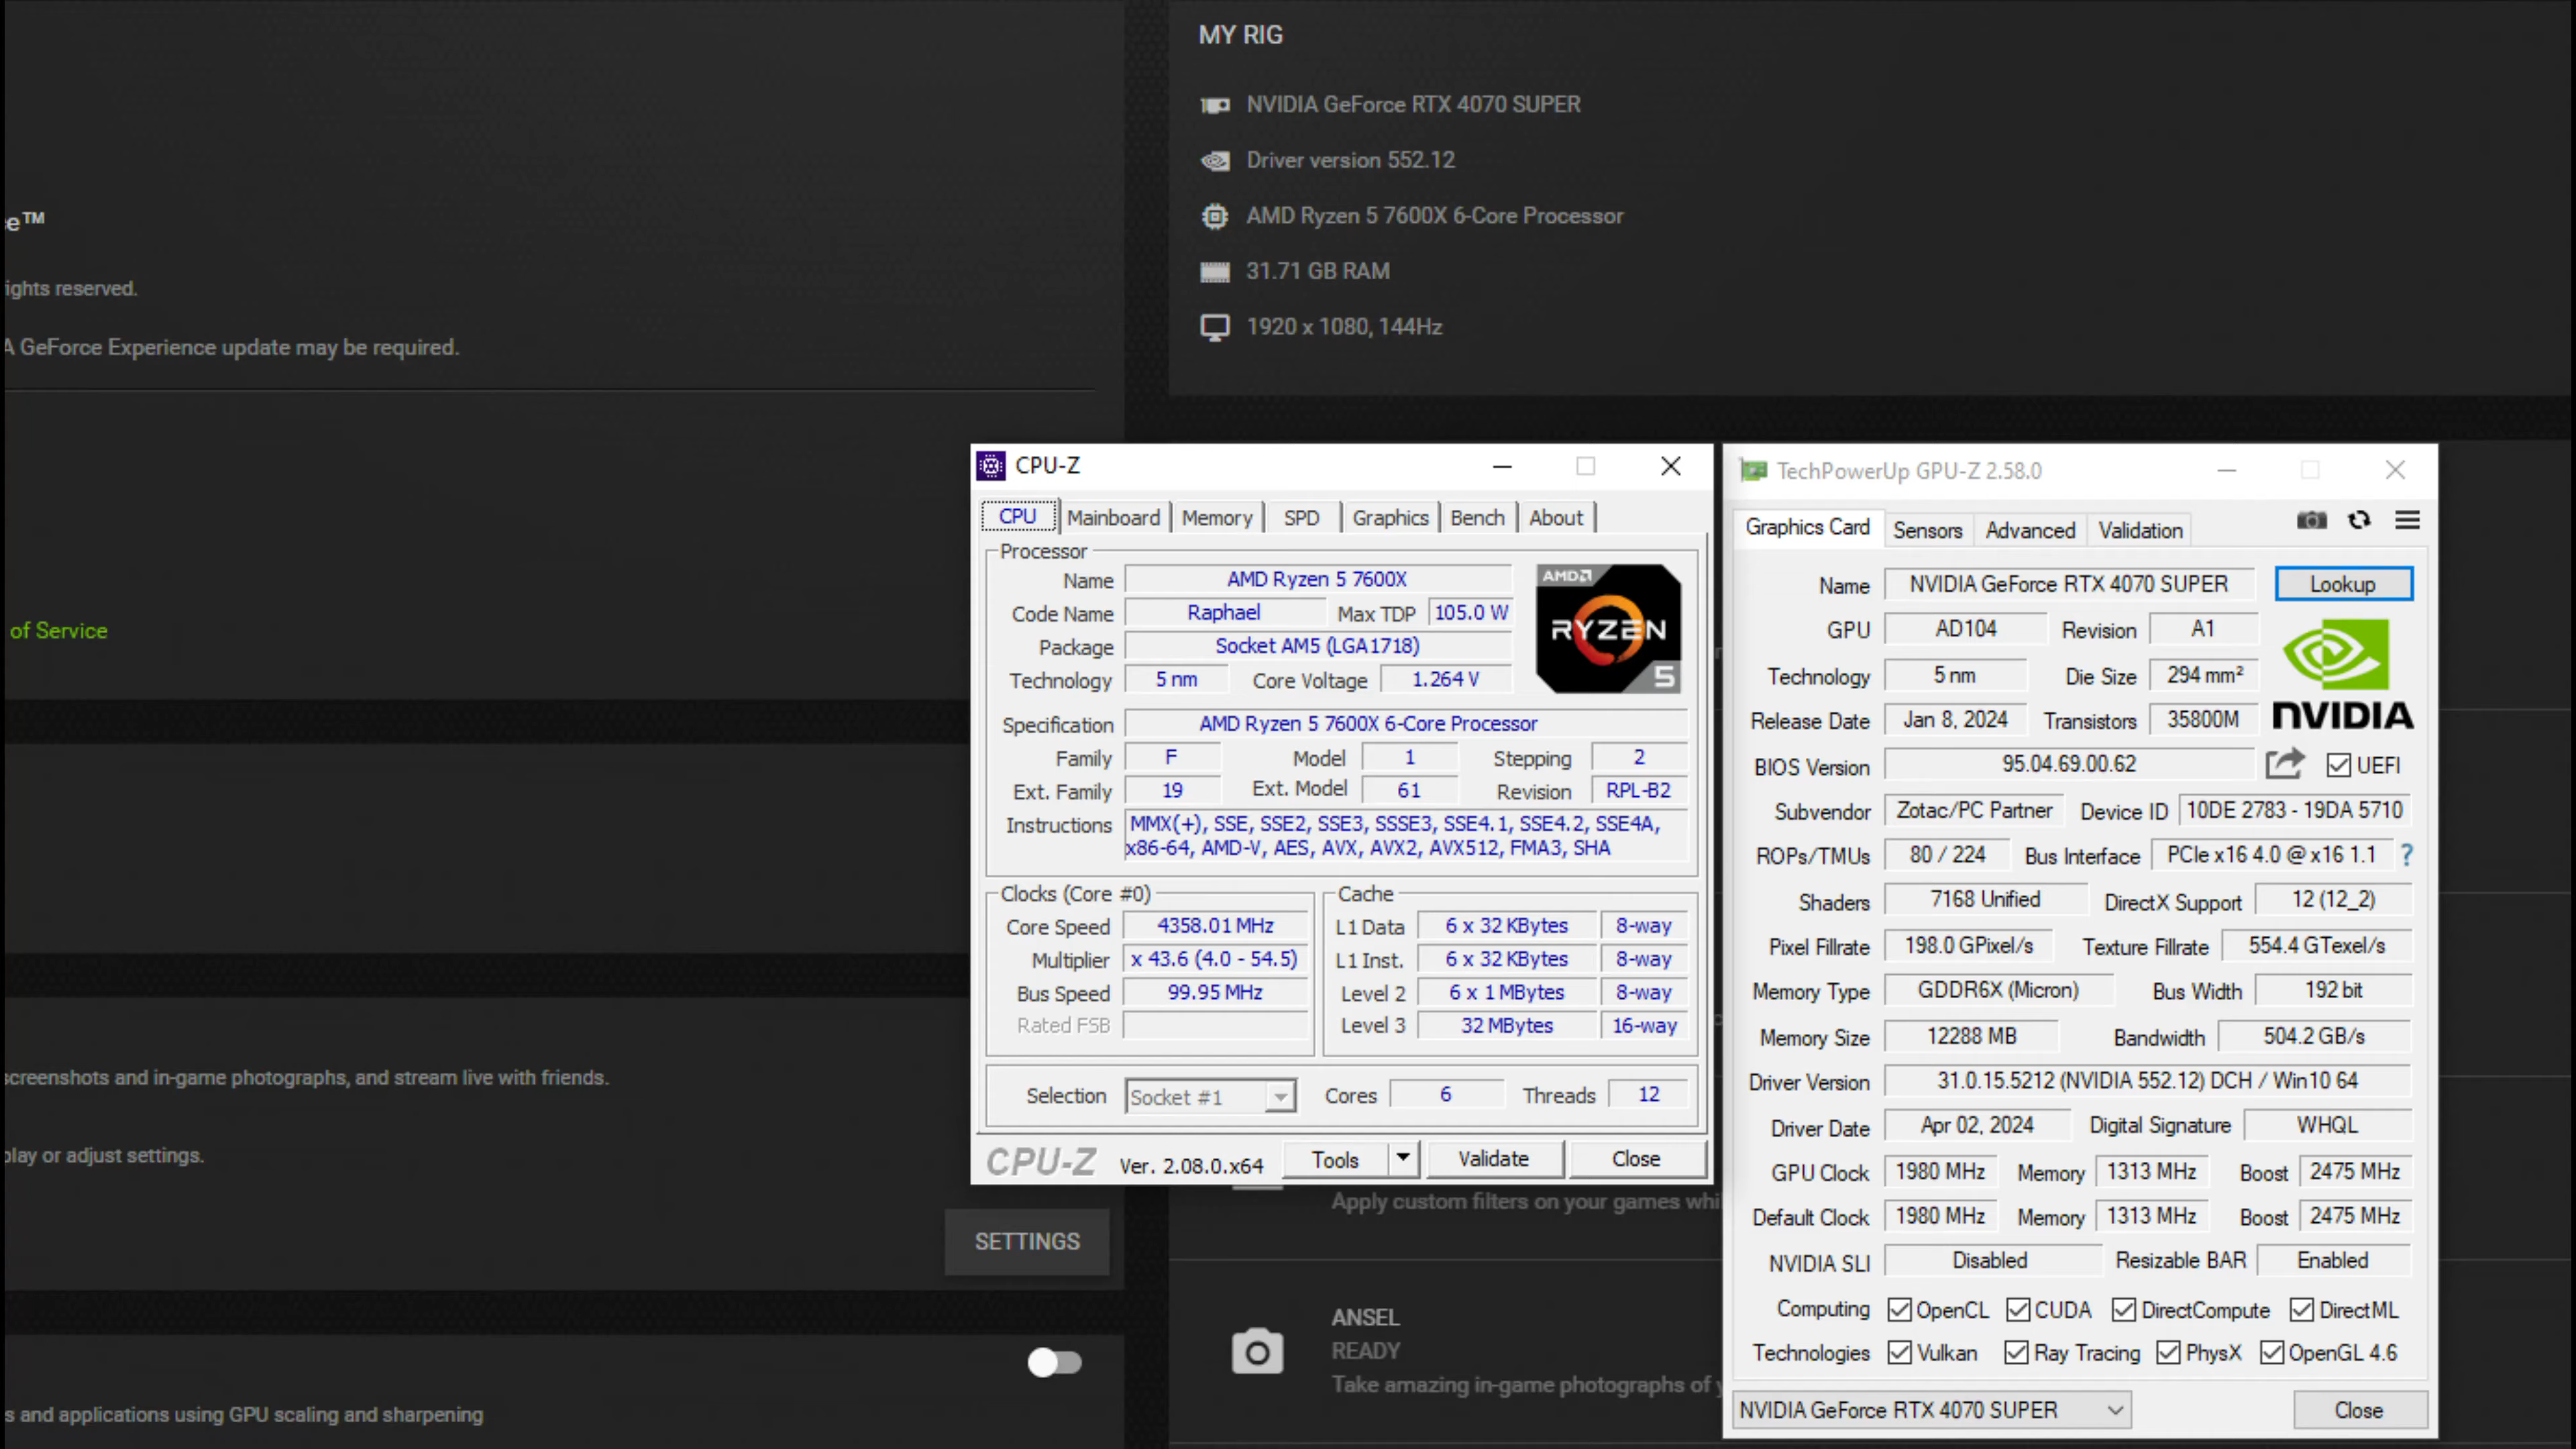 MY RIG
NVIDIA GeForce RTX 4070 SUPER
Driver version 552.12
AMD Ryzen 5 7600X 6-Core Processor
31.71 GB RAM
1920 x 1080, 144Hz
ce™
ights reserved.
A GeForce Experience update may be required.
of Service
screenshots and in-game photographs, and stream live with friends.
play or adjust settings.
SETTINGS
s and applications using GPU scaling and sharpening
CPU-Z
CPU Mainboard Memory SPD Graphics Bench About
Processor
Name AMD Ryzen 5 7600X
Code Name Raphael Max TDP 105.0 W
Package Socket AM5 (LGA1718)
Technology 5 nm Core Voltage 1.264 V
AMD RYZEN 5
Specification AMD Ryzen 5 7600X 6-Core Processor
Family F Model 1 Stepping 2
Ext. Family 19 Ext. Model 61 Revision RPL-B2
Instructions MMX(+), SSE, SSE2, SSE3, SSSE3, SSE4.1, SSE4.2, SSE4A,
x86-64, AMD-V, AES, AVX, AVX2, AVX512, FMA3, SHA
Clocks (Core #0)
Core Speed 4358.01 MHz
Multiplier x 43.6 (4.0 - 54.5)
Bus Speed 99.95 MHz
Rated FSB
Cache
L1 Data 6 x 32 KBytes 8-way
L1 Inst. 6 x 32 KBytes 8-way
Level 2 6 x 1 MBytes 8-way
Level 3 32 MBytes 16-way
Selection Socket #1 Cores 6 Threads 12
CPU-Z Ver. 2.08.0.x64 Tools Validate Close
Apply custom filters on your games whi
ANSEL
READY
Take amazing in-game photographs of y
TechPowerUp GPU-Z 2.58.0
Graphics Card Sensors Advanced Validation
Name NVIDIA GeForce RTX 4070 SUPER Lookup
GPU AD104 Revision A1
Technology 5 nm Die Size 294 mm²
Release Date Jan 8, 2024 Transistors 35800M
NVIDIA
BIOS Version 95.04.69.00.62 UEFI
Subvendor Zotac/PC Partner Device ID 10DE 2783 - 19DA 5710
ROPs/TMUs 80 / 224 Bus Interface PCIe x16 4.0 @ x16 1.1 ?
Shaders 7168 Unified DirectX Support 12 (12_2)
Pixel Fillrate 198.0 GPixel/s Texture Fillrate 554.4 GTexel/s
Memory Type GDDR6X (Micron) Bus Width 192 bit
Memory Size 12288 MB Bandwidth 504.2 GB/s
Driver Version 31.0.15.5212 (NVIDIA 552.12) DCH / Win10 64
Driver Date Apr 02, 2024 Digital Signature WHQL
GPU Clock 1980 MHz Memory 1313 MHz Boost 2475 MHz
Default Clock 1980 MHz Memory 1313 MHz Boost 2475 MHz
NVIDIA SLI Disabled Resizable BAR Enabled
Computing OpenCL CUDA DirectCompute DirectML
Technologies Vulkan Ray Tracing PhysX OpenGL 4.6
NVIDIA GeForce RTX 4070 SUPER Close